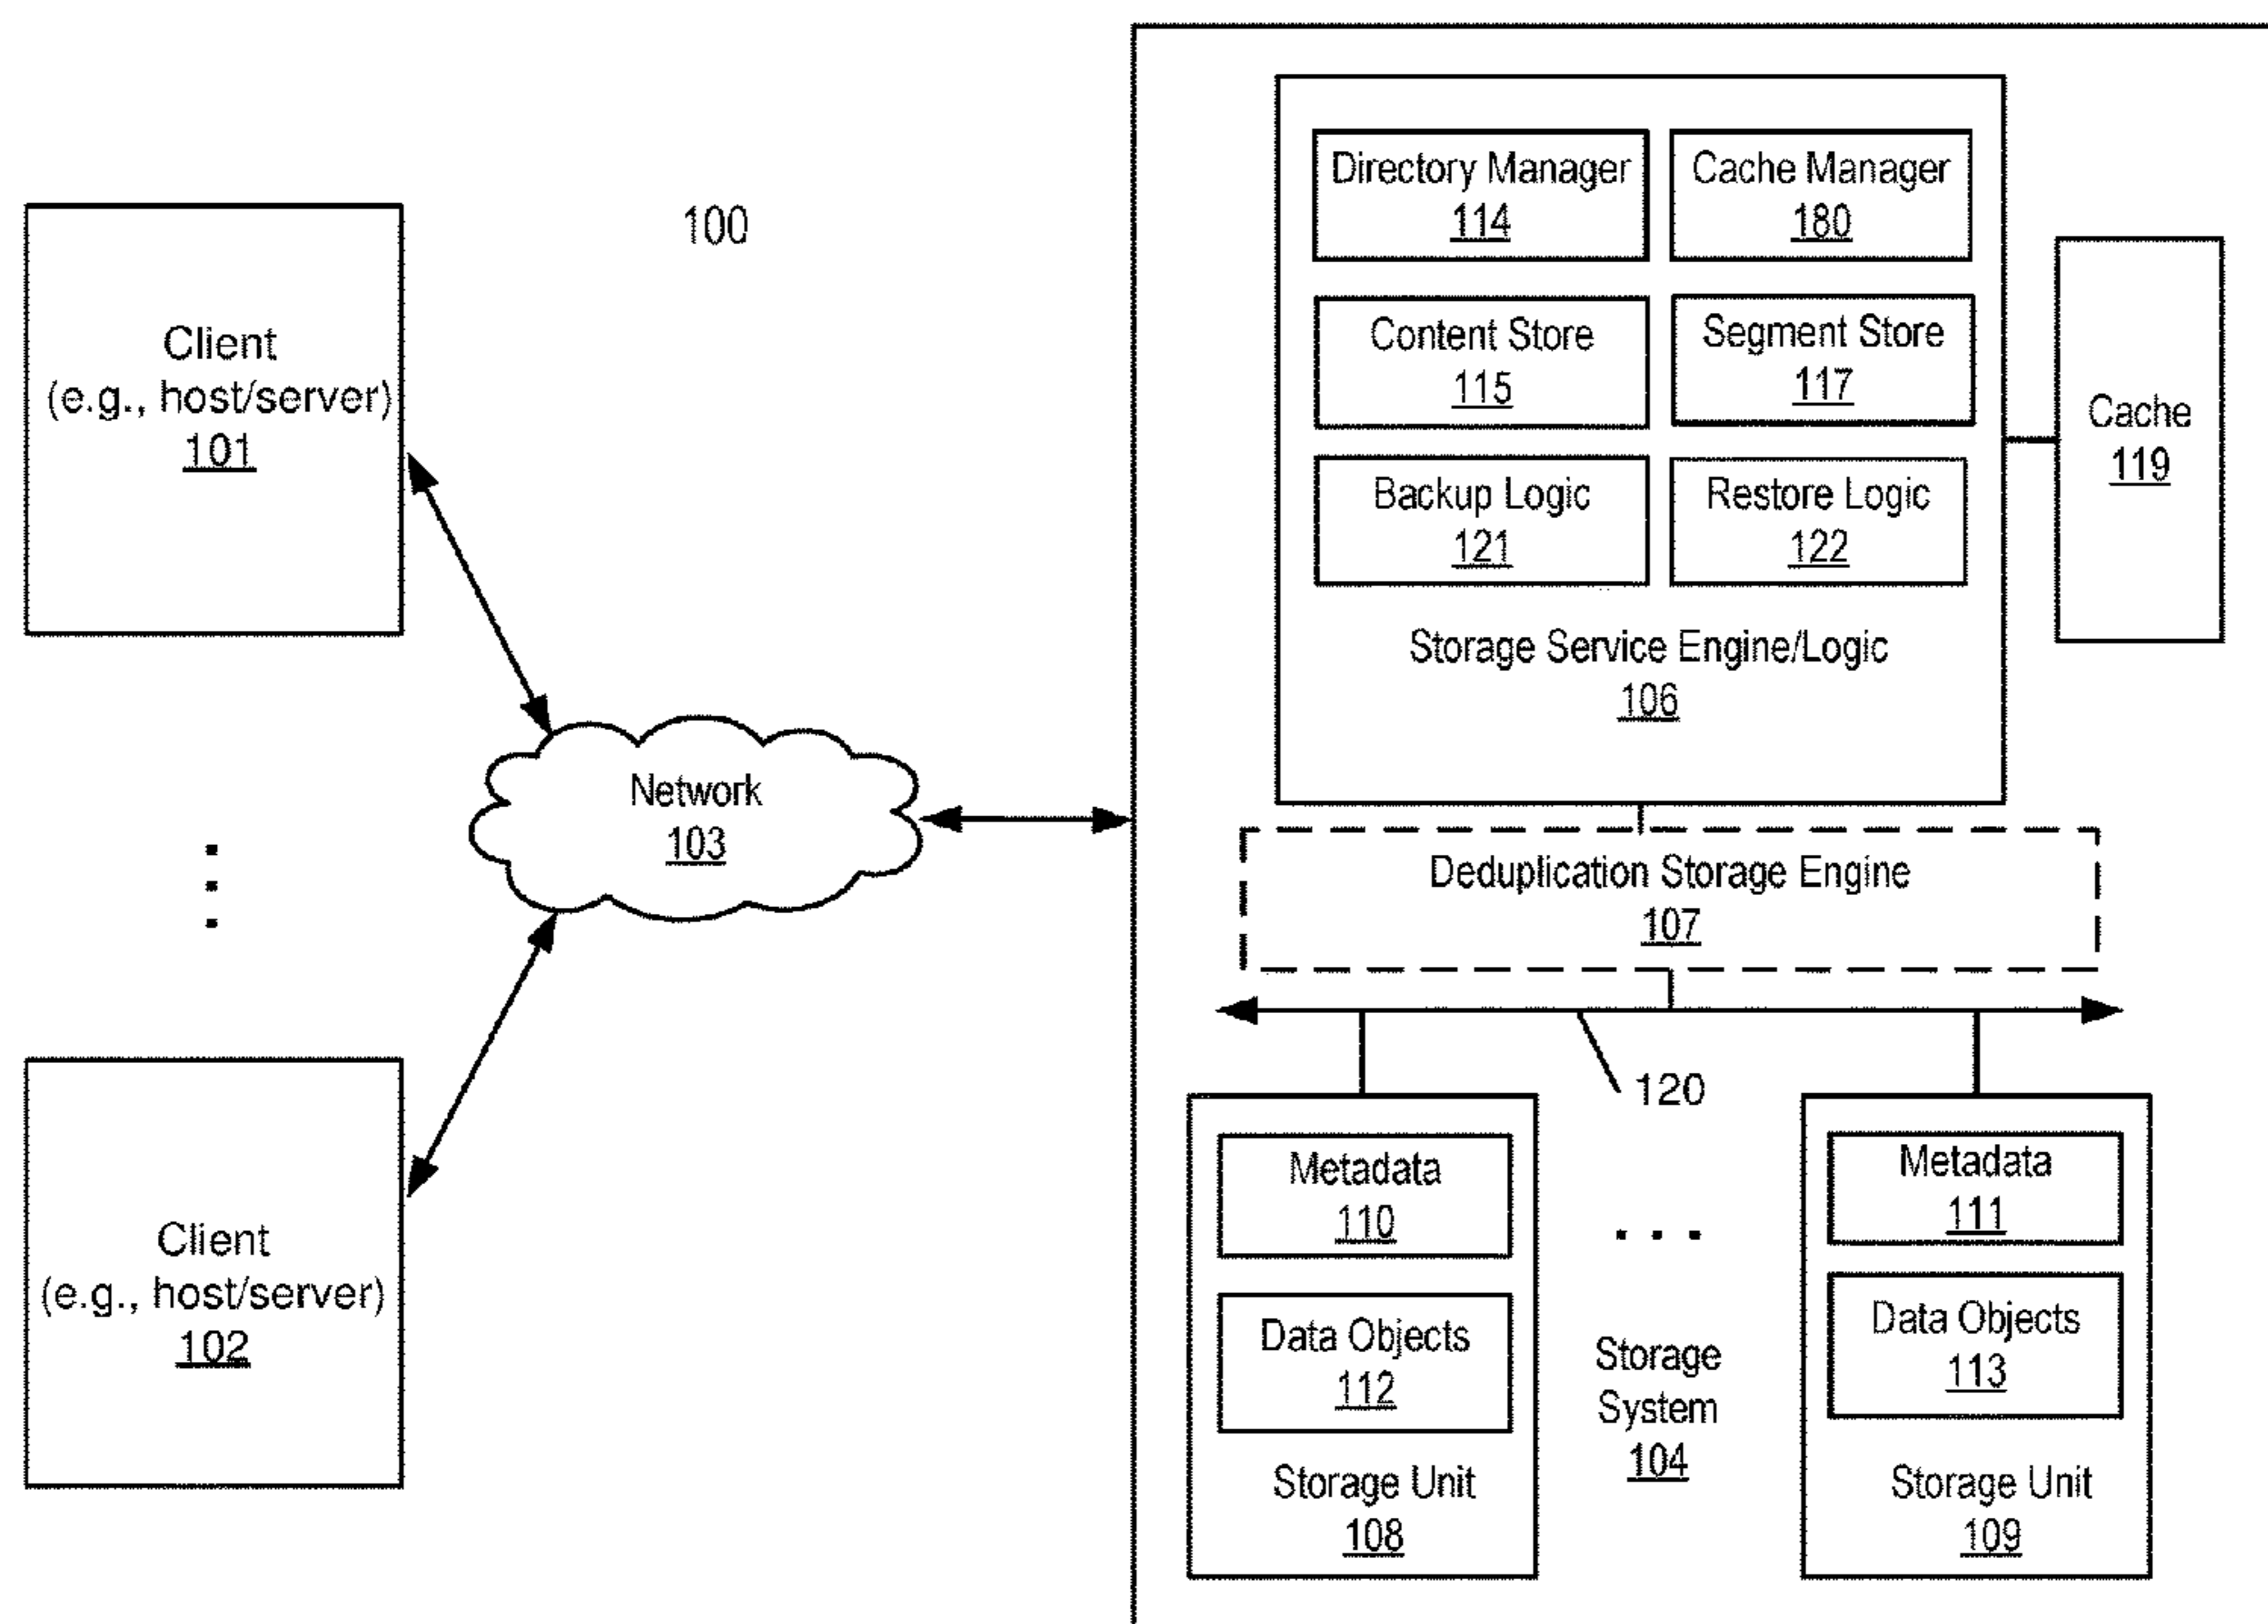 100
Client
(e.g., host/server)
101
Client
(e.g., host/server)
102
Network
103
Directory Manager
114
Cache Manager
180
Content Store
115
Segment Store
117
Backup Logic
121
Restore Logic
122
Storage Service Engine/Logic
106
Cache
119
Deduplication Storage Engine
107
120
Metadata
110
Data Objects
112
Storage Unit
108
Storage
System
104
Metadata
111
Data Objects
113
Storage Unit
109